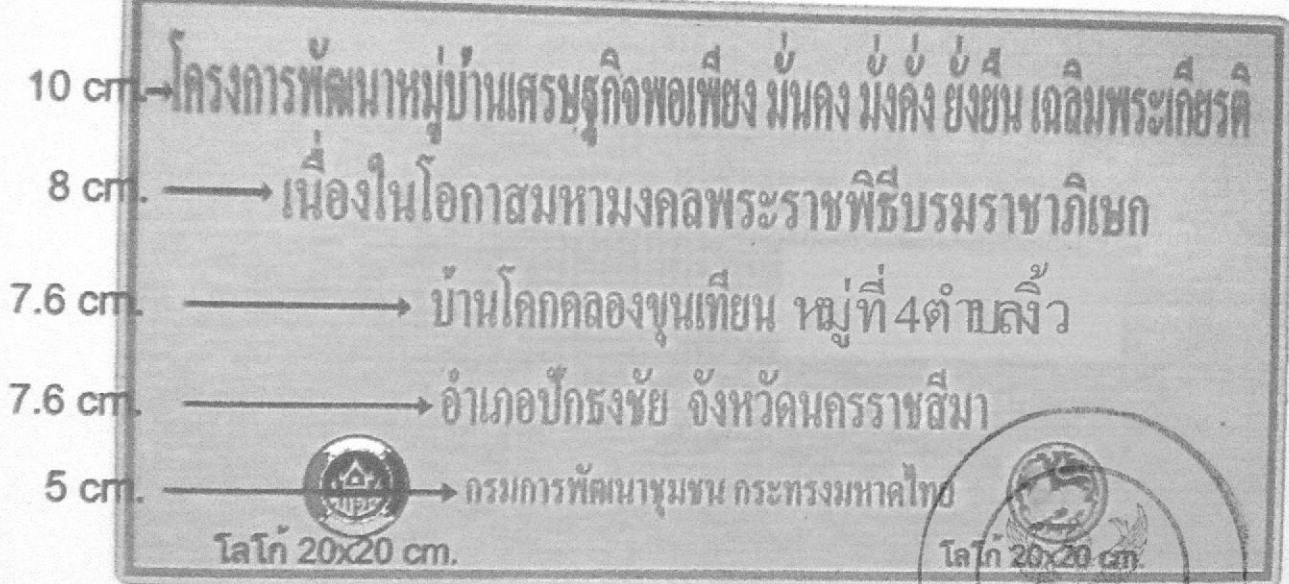 10 cm. โครงการพัฒนาหมู่บ้านเศรษฐกิจพอเพียง มั่นคง มั่งคั่ง ยั่งยืน เฉลิมพระเกียรติ
8 cm. เนื่องในโอกาสมหามงคลพระราชพิธีบรมราชาภิเษก
7.6 cm. บ้านโคกคลองขุนเทียน หมู่ที่ 4 ตำบลงิ้ว
7.6 cm. อำเภอปักธงชัย จังหวัดนครราชสีมา
5 cm. กรมการพัฒนาชุมชน กระทรงมหาดไทย
โลโก้ 20x20 cm. โลโก้ 20x20 cm.